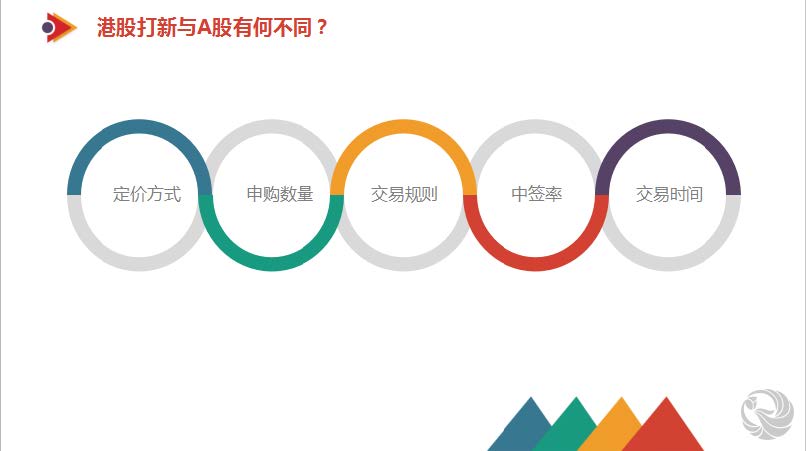 港股打新与A股有何不同？
定价方式
申购数量
交易规则
中签率
交易时间